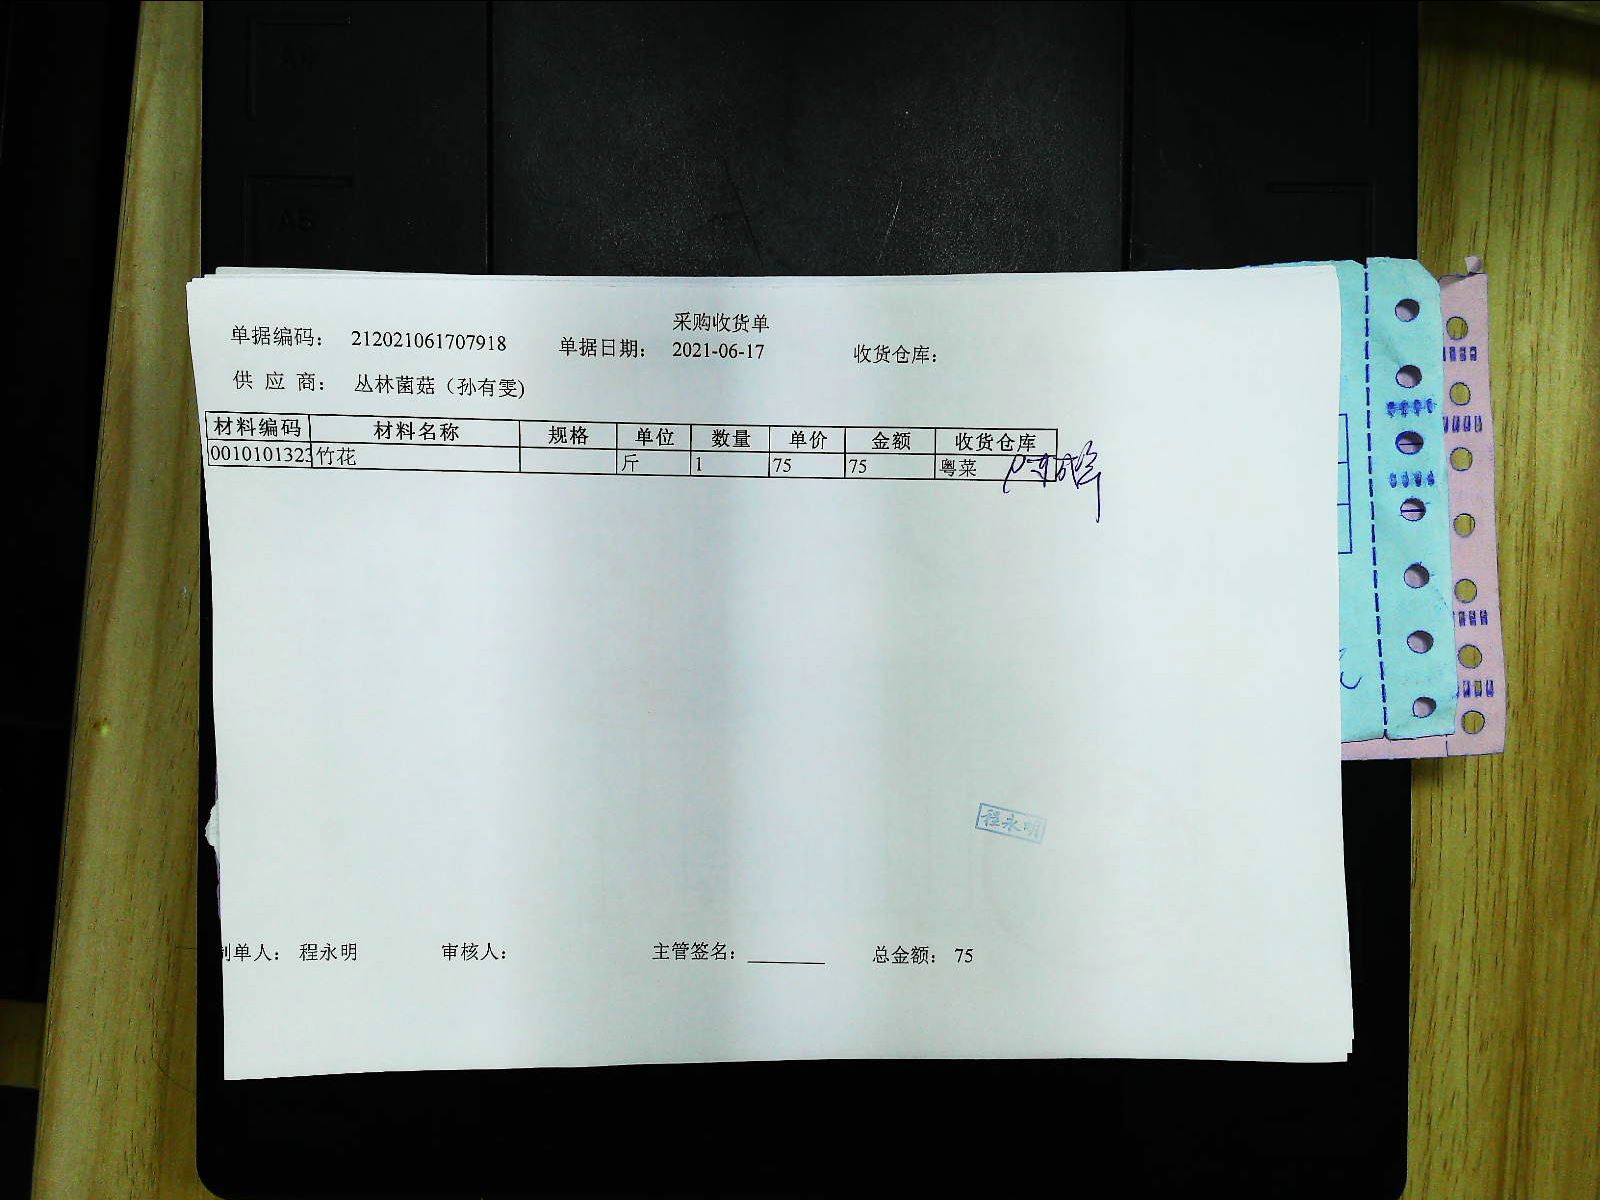 采购收货单
单据编码： 212021061707918 单据日期： 2021-06-17 收货仓库：
供 应 商： 丛林菌菇（孙有雯)
材料编码 材料名称 规格 单位 数量 单价 金额 收货仓库
0010101323 竹花 斤 1 75 75 粤菜
程永明
制单人： 程永明 审核人： 主管签名：________ 总金额： 75